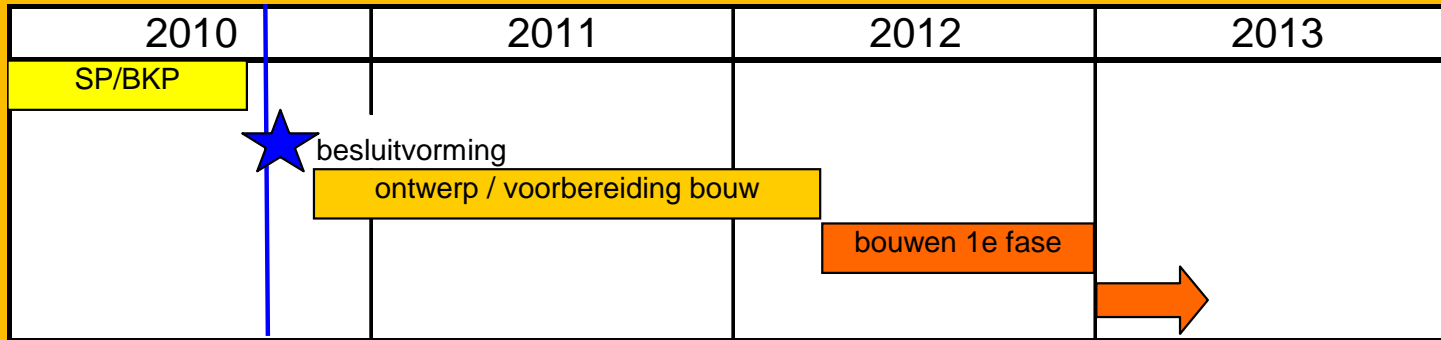 2010 2011 2012 2013
SP/BKP
besluitvorming
ontwerp / voorbereiding bouw
bouwen 1e fase